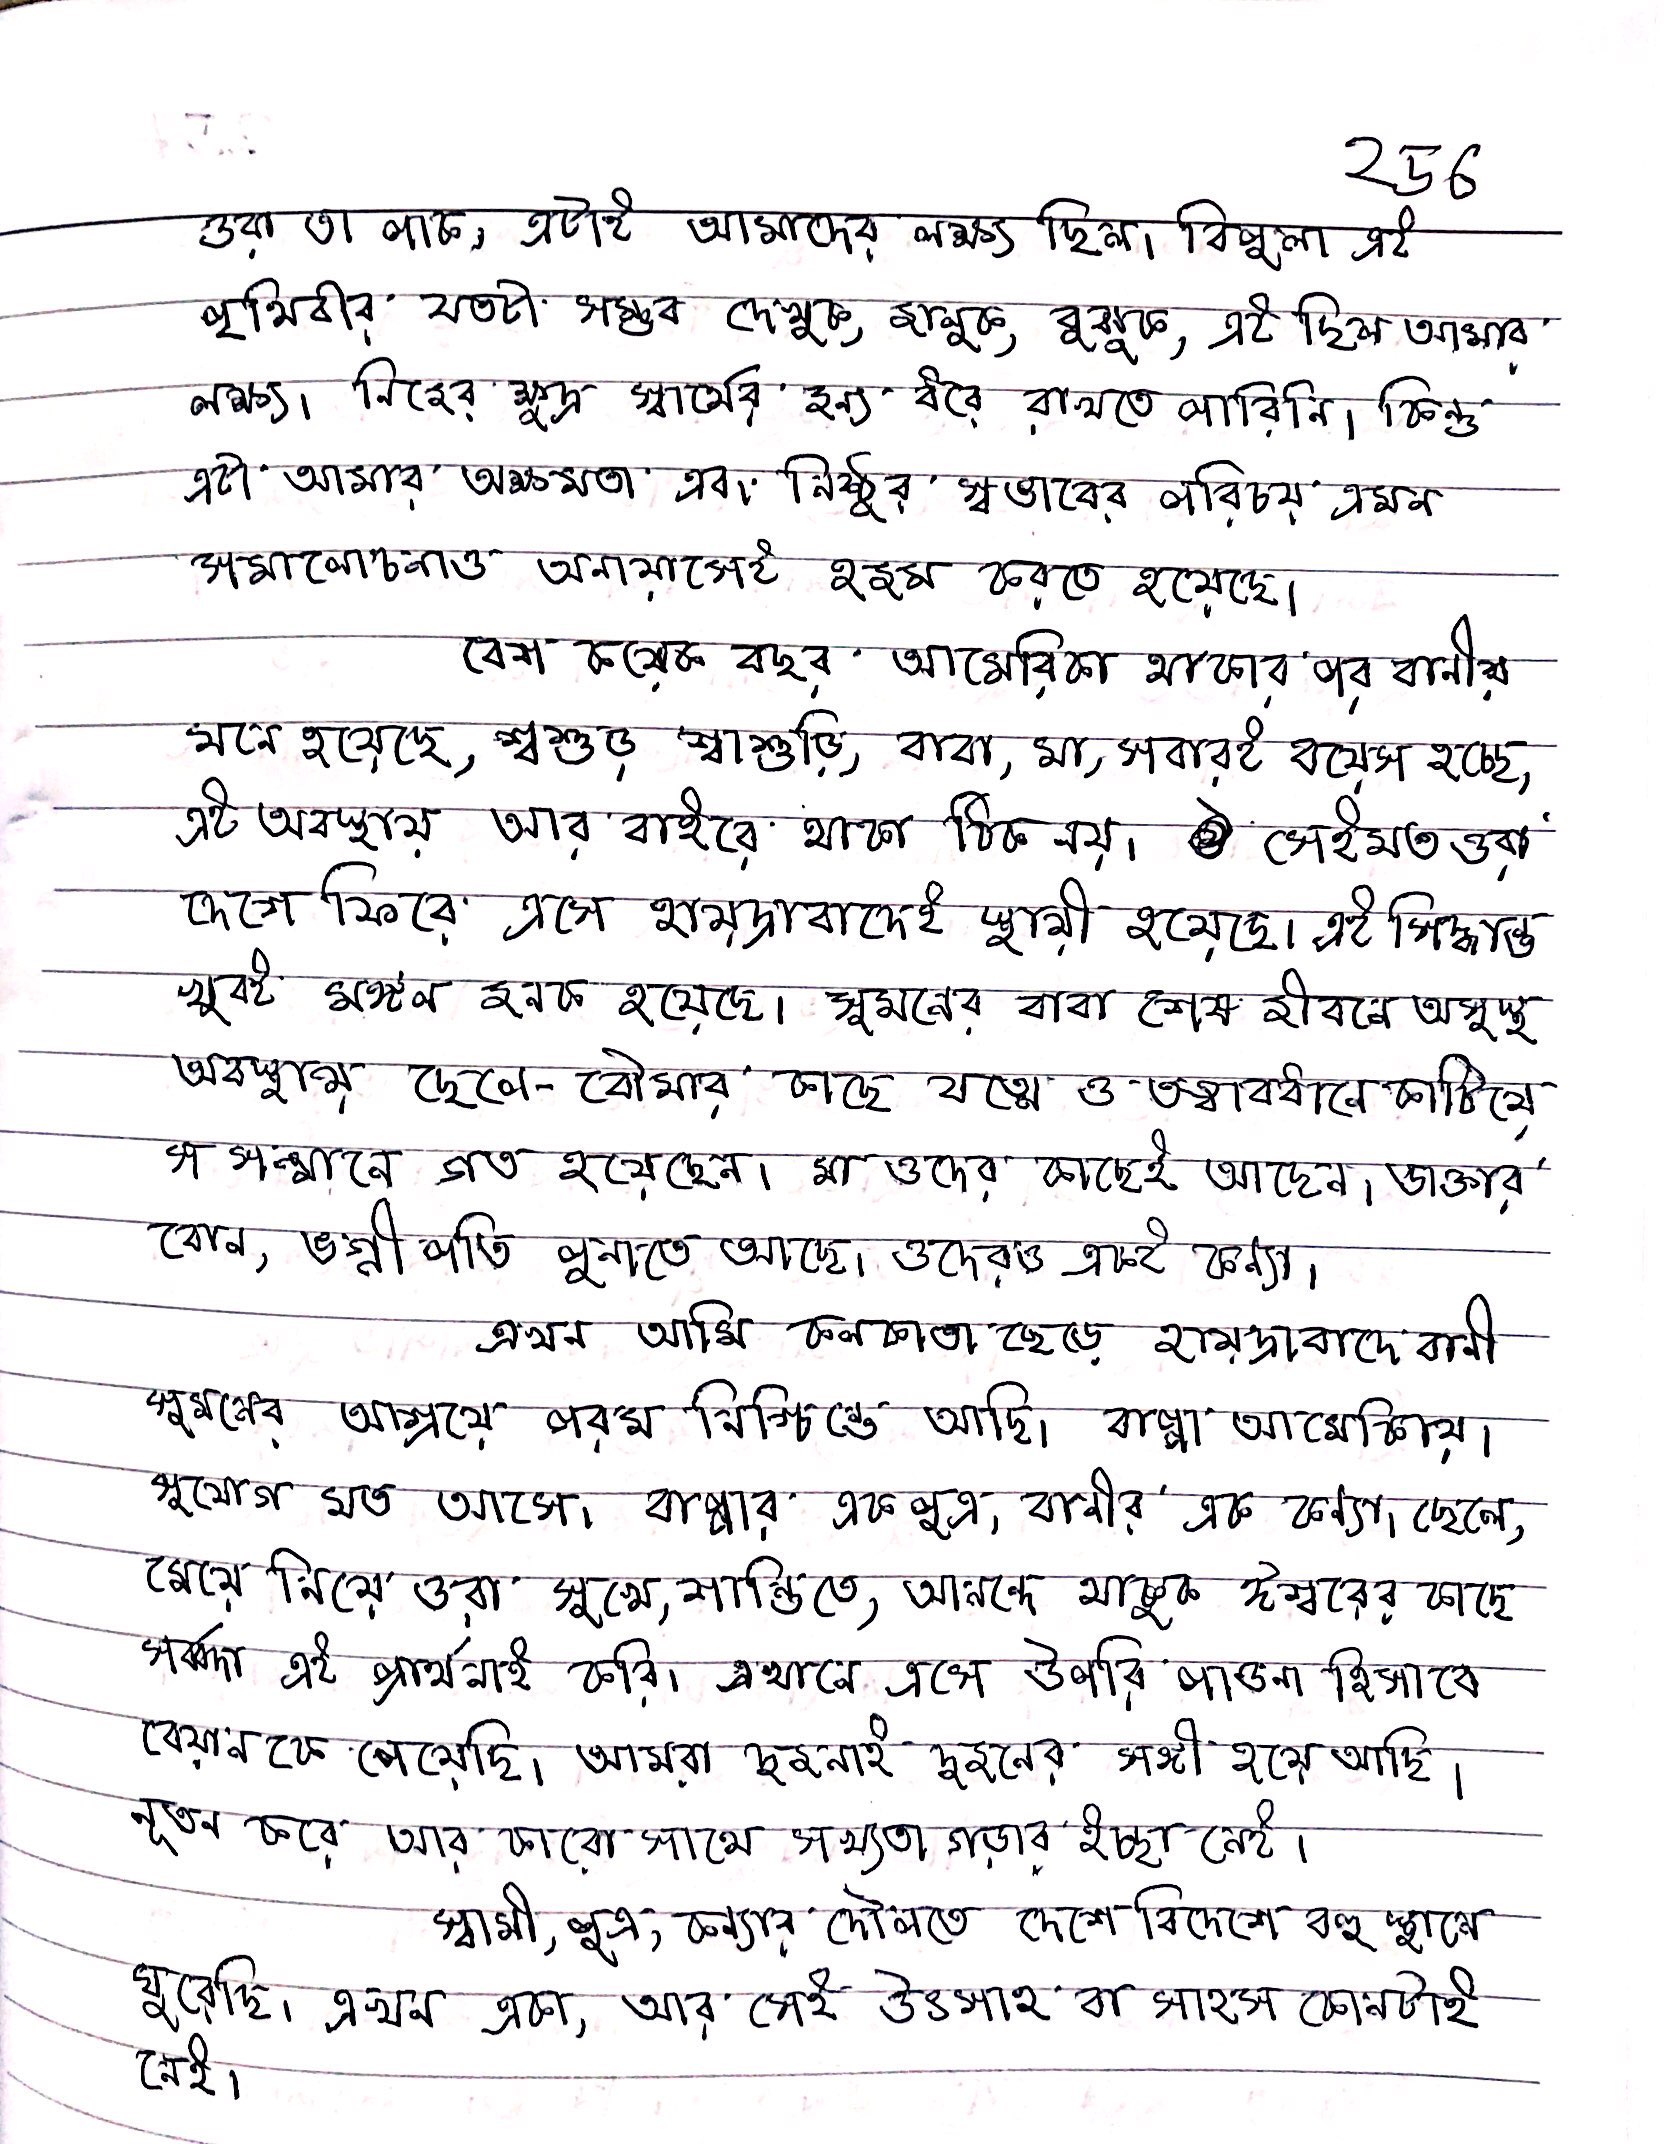 256
ওরা তা পাক, এটাই আমাদের লক্ষ্য ছিল। বিপুলা এই
পৃথিবীর যতটা সম্ভব দেখুক, জানুক, বুঝুক, এই ছিল আমার
লক্ষ্য। নিজের ক্ষুদ্র স্বার্থের জন্য ধরে রাখতে পারিনি। কিন্তু
এটা আমার অক্ষমতা এবং নিষ্ঠুর স্বভাবের পরিচয় এমন
সমালোচনাও অনায়াসেই হজম করতে হয়েছে।
বেশ কয়েক বছর আমেরিকা থাকার পর বানীর
মনে হয়েছে, শ্বশুড় শ্বাশুড়ি, বাবা, মা, সবারই বয়েস হচ্ছে,
এই অবস্থায় আর বাইরে থাকা ঠিক নয়। সেইমত ওরা
দেশে ফিরে এসে হায়দ্রাবাদেই স্থায়ী হয়েছে। এই সিদ্ধান্ত
খুবই মঙ্গল জনক হয়েছে। সুমনের বাবা শেষ জীবনে অসুস্থ
অবস্থায় ছেলে-বৌমার কাছে যত্নে ও তত্বাবধানে কাটিয়ে
স সন্মানে গত হয়েছেন। মা ওদের কাছেই আছেন। ডাক্তার
বোন, ভগ্নীপতি পুনাতে আছে। ওদেরও একই কন্যা।
এখন আমি কলকাতা ছেড়ে হায়দ্রাবাদে বানী
সুমনের আশ্রয়ে পরম নিশ্চিন্তে আছি। বাপ্পা আমেকিায়।
সুযোগ মত আসে। বাপ্পার এক পুত্র, বানীর এক কন্যা। ছেলে,
মেয়ে নিয়ে ওরা সুখে, শান্তিতে, আনন্দে থাকুক ঈশ্বরের কাছে
সর্ব্বদা এই প্রার্থনাই করি। এখানে এসে উপরি পাওনা হিসাবে
বেয়ান কে পেয়েছি। আমরা দুজনাই দুজনের সঙ্গী হয়ে আছি।
নূতন করে আর কারো সাথে সখ্যতা গড়ার ইচ্ছা নেই।
স্বামী, পুত্র, কন্যার দৌলতে দেশে বিদেশে বহু স্থানে
ঘুরেছি। এখন একা, আর সেই উৎসাহ বা সাহস কোনটাই
নেই।